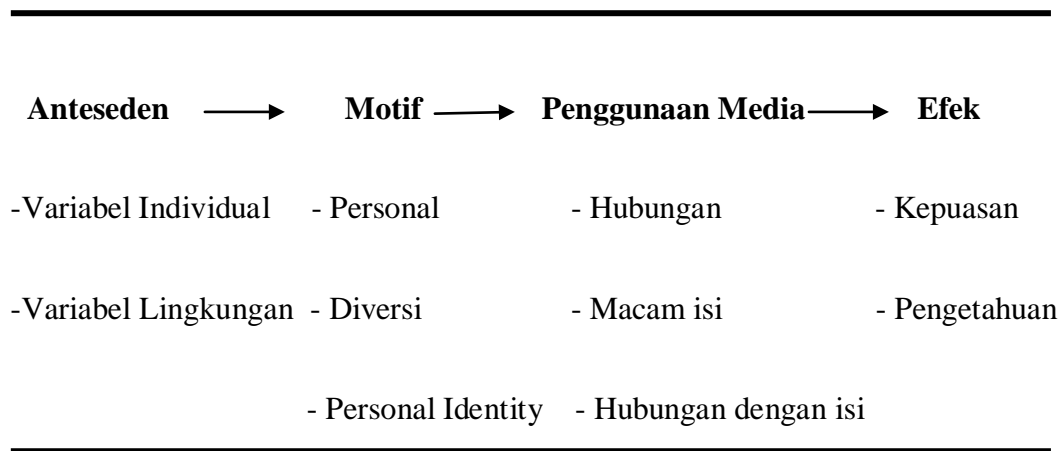 Anteseden Motif Penggunaan Media Efek
-Variabel Individual - Personal - Hubungan - Kepuasan
-Variabel Lingkungan - Diversi - Macam isi - Pengetahuan
- Personal Identity - Hubungan dengan isi